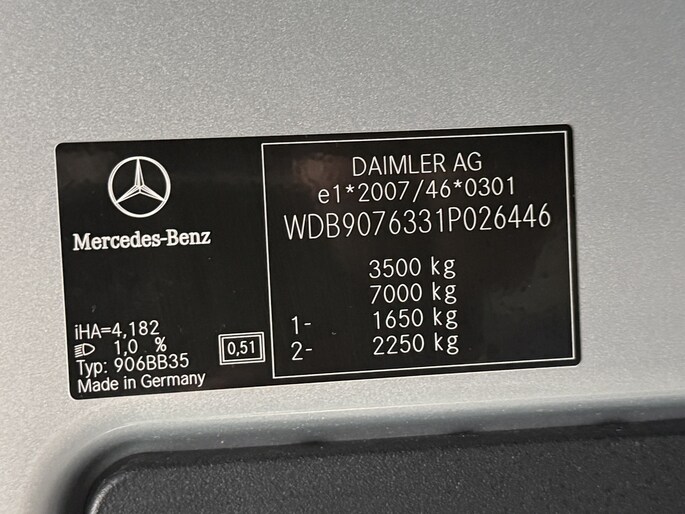 Mercedes-Benz
iHA=4,182
1,0 %
Typ: 906BB35
Made in Germany
0,51
DAIMLER AG
e1*2007/46*0301
WDB9076331P026446
3500 kg
7000 kg
1- 1650 kg
2- 2250 kg